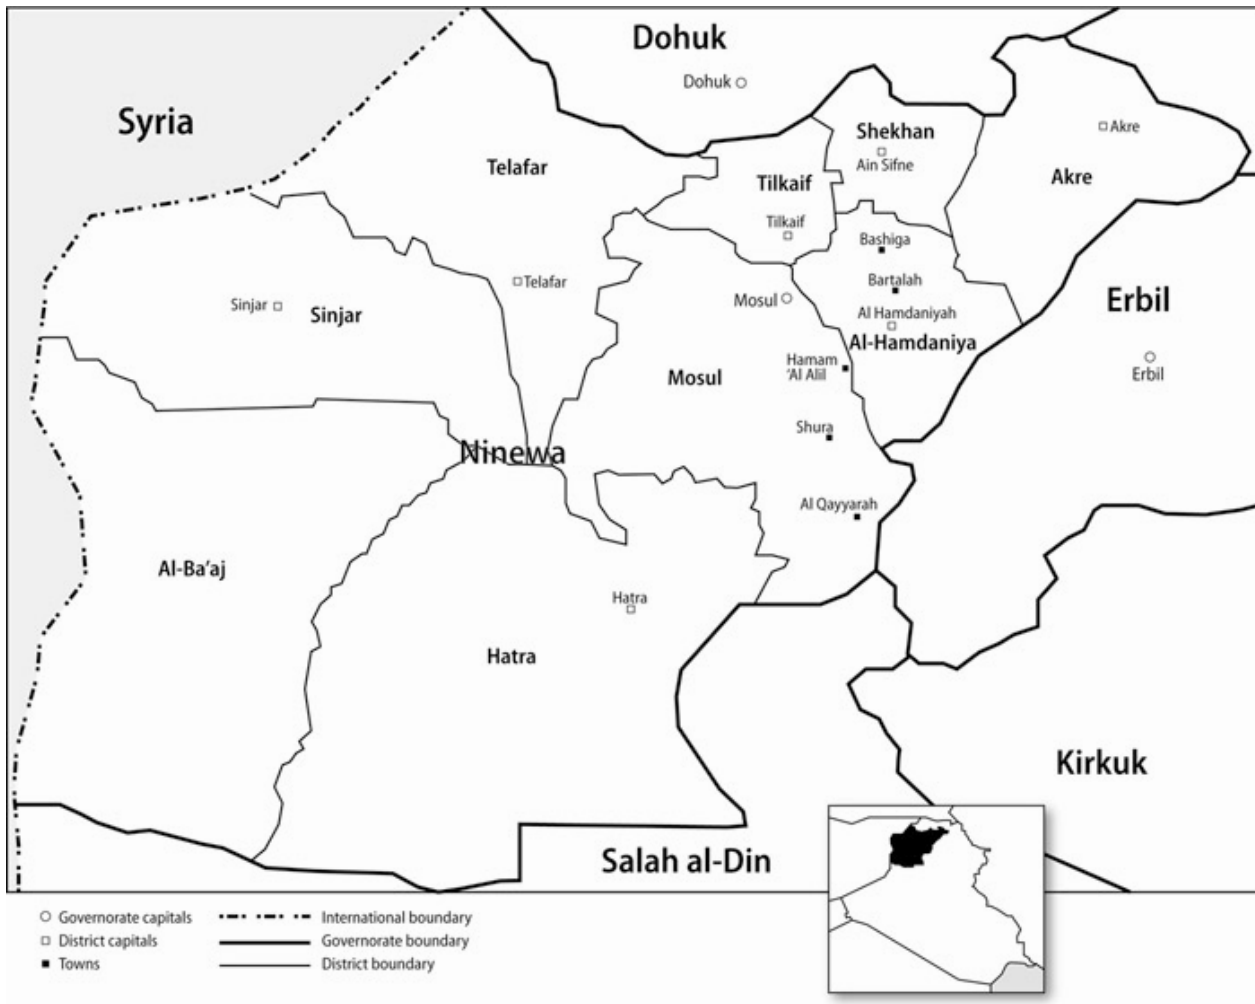 Dohuk
Dohuk
Syria
Shekhan
Ain Sifne
Akre
Akre
Telafar
Tilkaif
Tilkaif
Bashiga
Telafar
Bartalah
Mosul
Sinjar
Sinjar
Al Hamdaniyah
Al-Hamdaniya
Erbil
Erbil
Hamam
'Al Alil
Mosul
Shura
Ninewa
Al Qayyarah
Al-Ba'aj
Hatra
Hatra
Kirkuk
Salah al-Din
Governorate capitals
District capitals
Towns
International boundary
Governorate boundary
District boundary